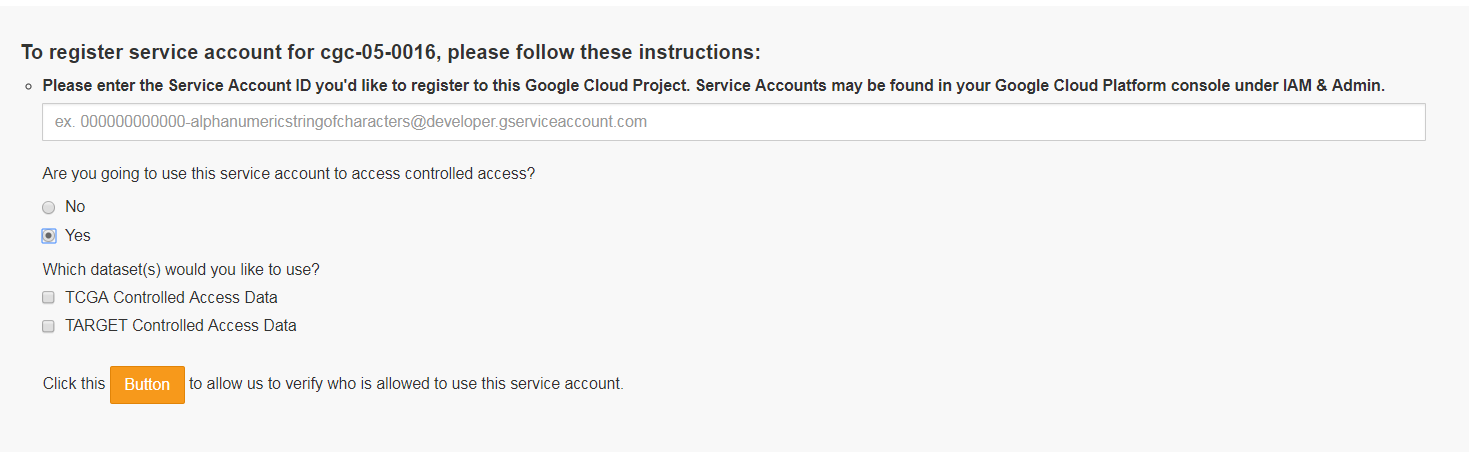 To register service account for cgc-05-0016, please follow these instructions:
Please enter the Service Account ID you'd like to register to this Google Cloud Project. Service Accounts may be found in your Google Cloud Platform console under IAM & Admin.
ex. 000000000000-alphanumericstringofcharacters@developer.gserviceaccount.com
Are you going to use this service account to access controlled access?
No
Yes
Which dataset(s) would you like to use?
TCGA Controlled Access Data
TARGET Controlled Access Data
Click this Button to allow us to verify who is allowed to use this service account.